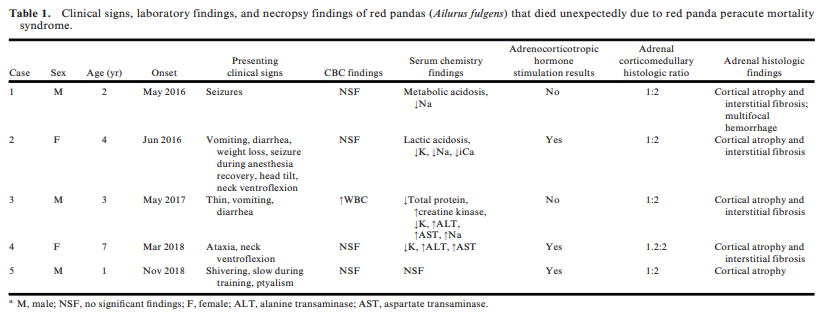 Table 1. Clinical signs, laboratory findings, and necropsy findings of red pandas (Ailurus fulgens) that died unexpectedly due to red panda peracute mortality
syndrome.
Case Sex Age (yr) Onset Presenting clinical signs CBC findings Serum chemistry findings Adrenocorticotropic hormone stimulation results Adrenal corticomedullary histologic ratio Adrenal histologic findings
1 M 2 May 2016 Seizures NSF Metabolic acidosis, No 1:2 Cortical atrophy and
↓Na interstitial fibrosis;
multifocal
hemorrhage
2 F 4 Jun 2016 Vomiting, diarrhea, NSF Lactic acidosis, Yes 1:2 Cortical atrophy and
weight loss, seizure ↓K, ↓Na, ↓iCa interstitial fibrosis
during anesthesia
recovery, head tilt,
neck ventroflexion
3 M 3 May 2017 Thin, vomiting, ↑WBC ↓Total protein, No 1:2 Cortical atrophy and
diarrhea ↑creatine kinase, interstitial fibrosis
↓K, ↑ALT,
↑AST, ↑Na
4 F 7 Mar 2018 Ataxia, neck NSF ↓K, ↑ALT, ↑AST Yes 1.2:2 Cortical atrophy and
ventroflexion interstitial fibrosis
5 M 1 Nov 2018 Shivering, slow during NSF NSF Yes 1:2 Cortical atrophy
training, ptyalism
a M, male; NSF, no significant findings; F, female; ALT, alanine transaminase; AST, aspartate transaminase.